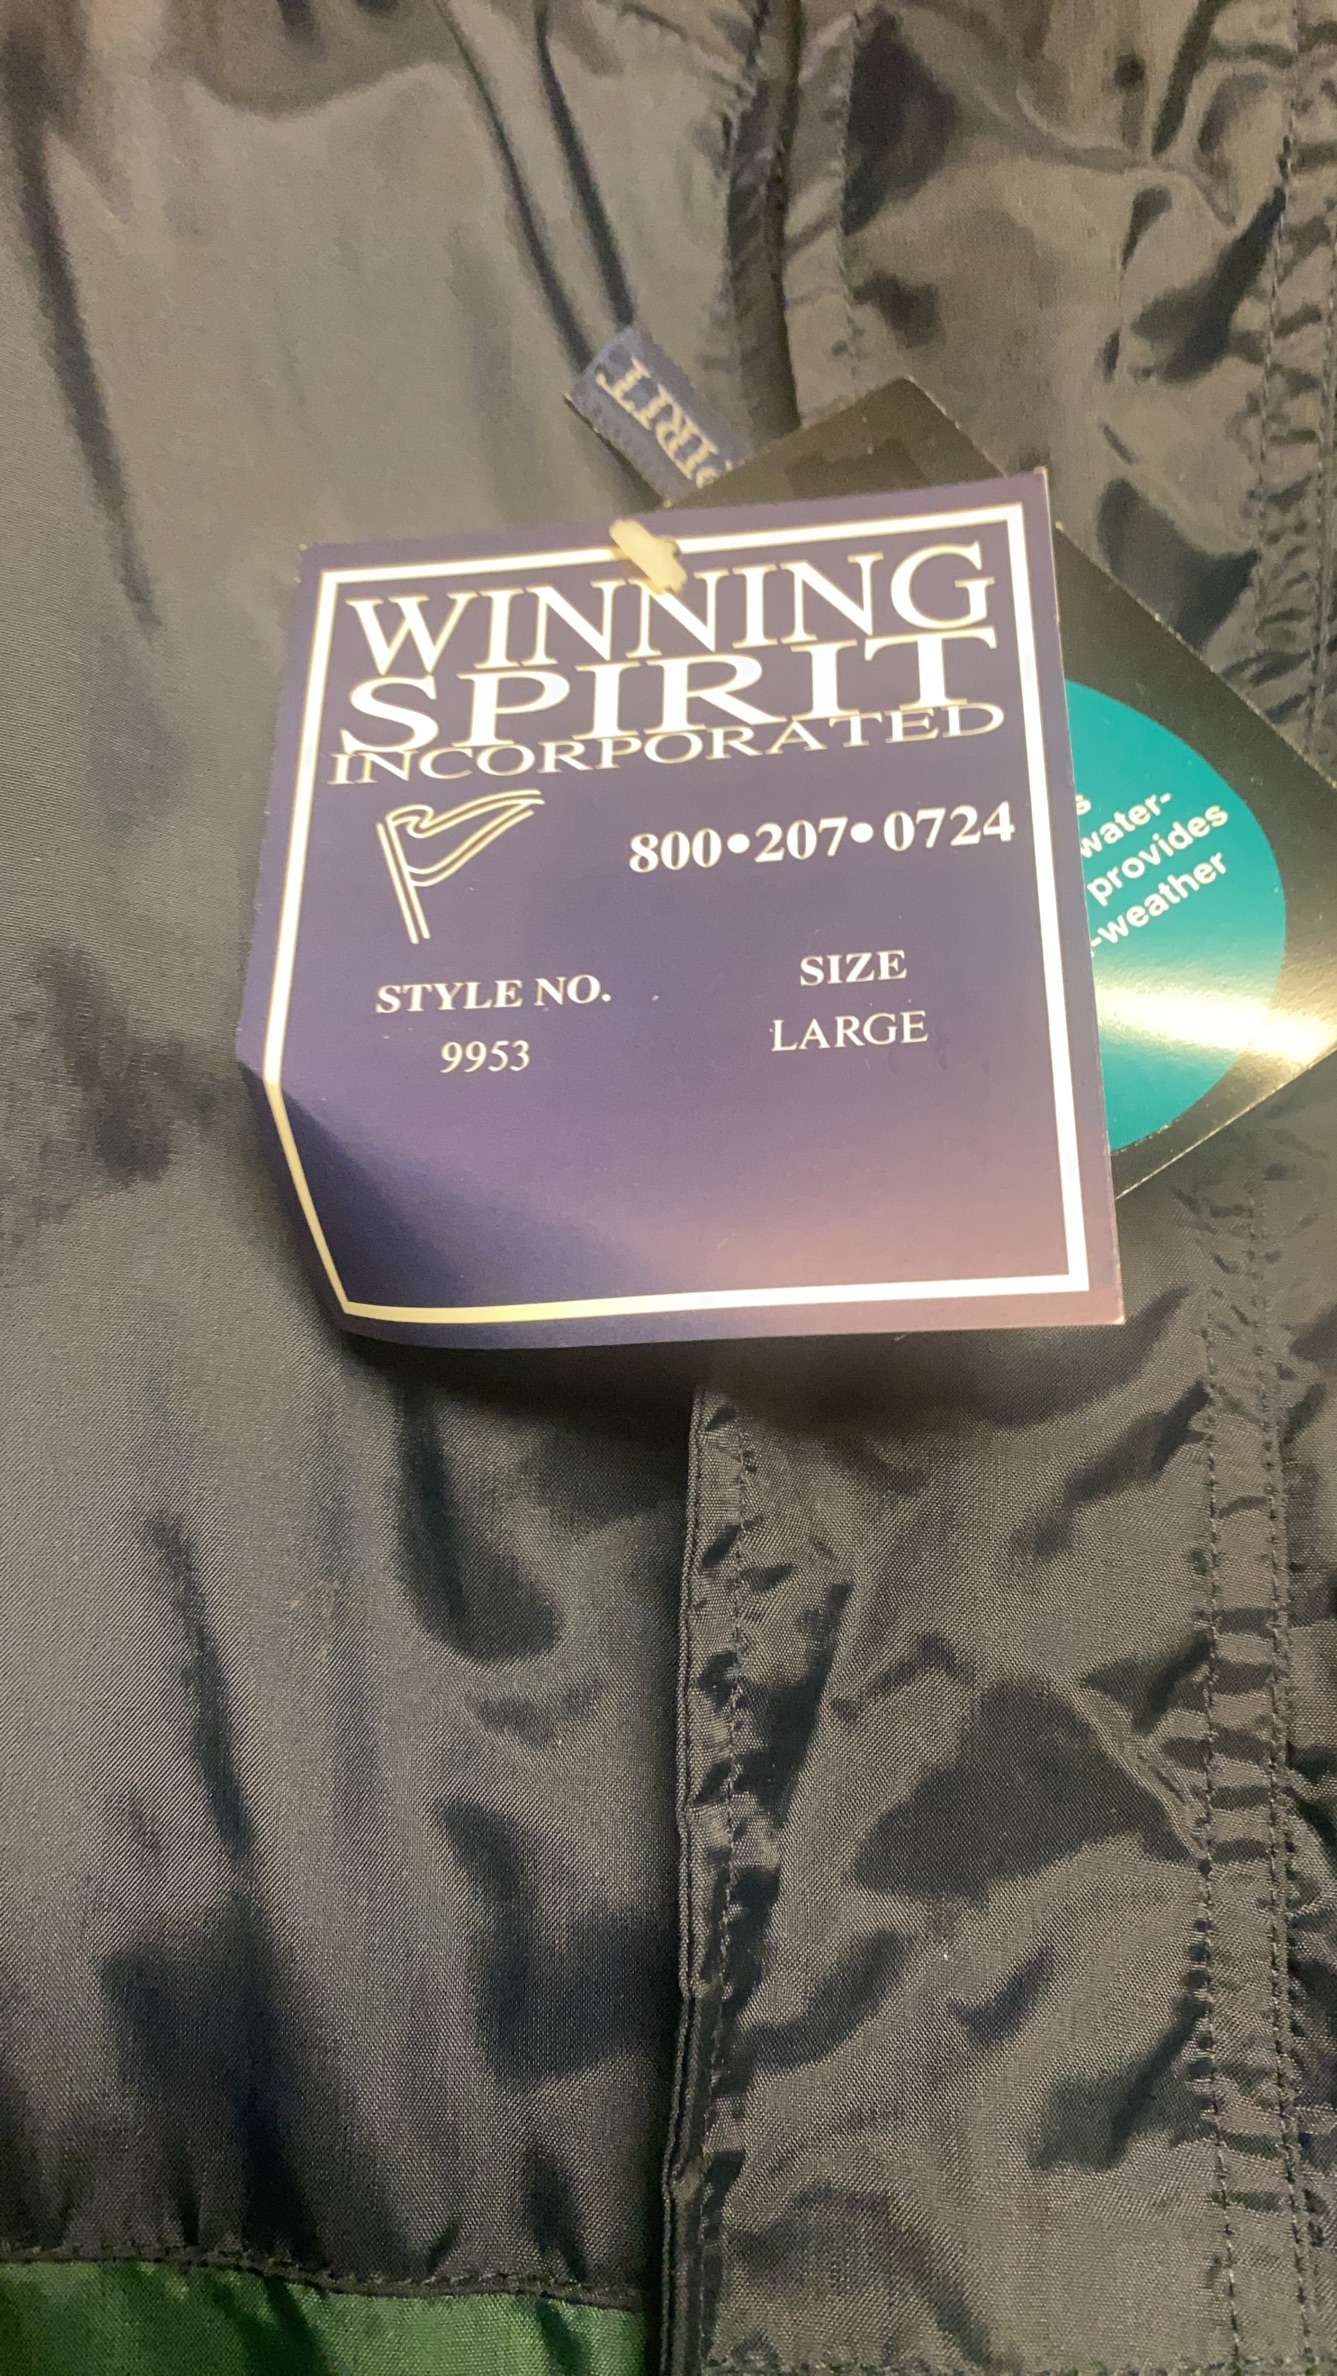 WINNING
SPIRIT
INCORPORATED
800•207•0724
STYLE NO.
9953
SIZE
LARGE
water-
provides
-weather